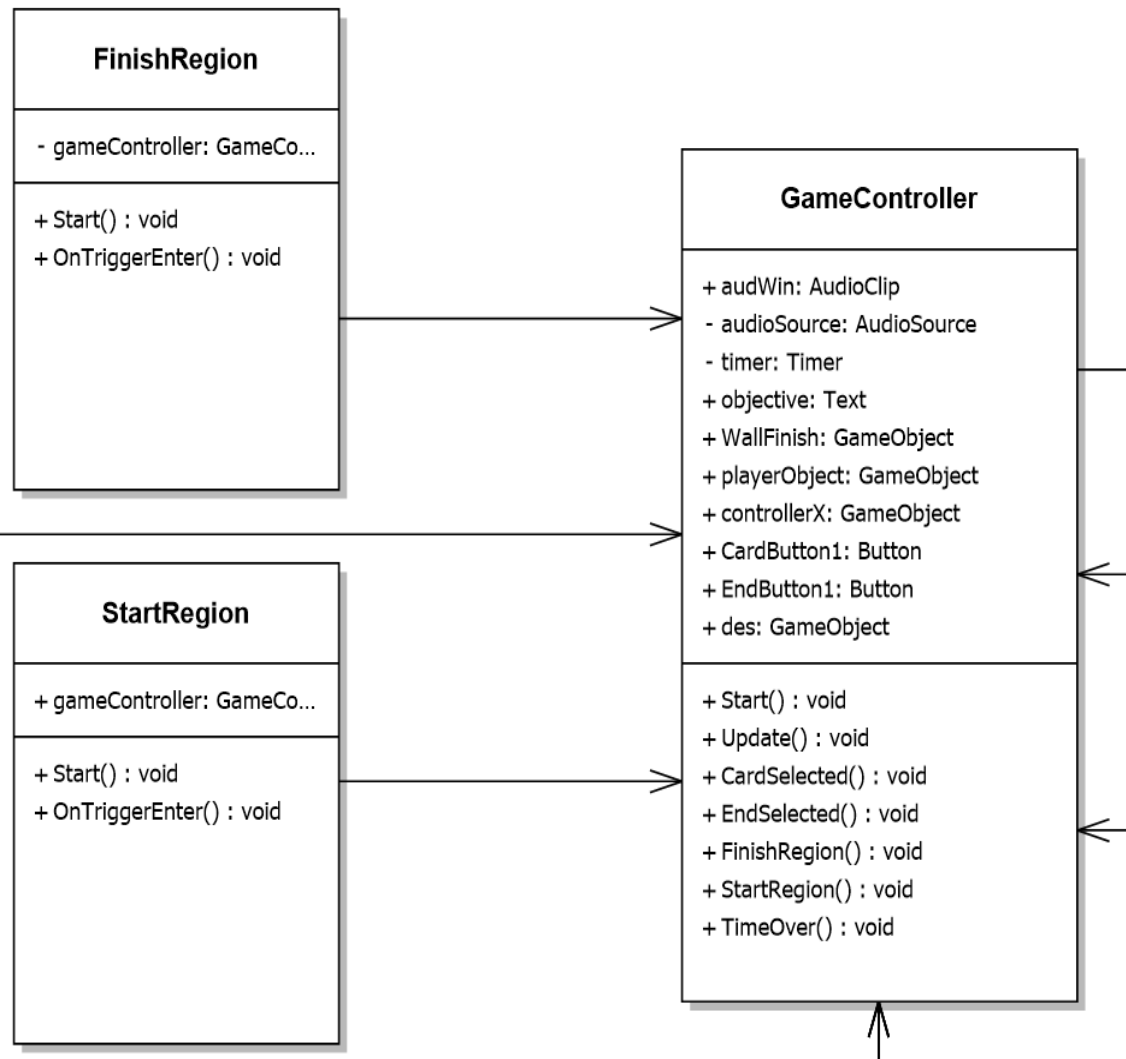 FinishRegion
- gameController: GameCo...
+ Start() : void
+ OnTriggerEnter() : void
GameController
+ audWin: AudioClip
- audioSource: AudioSource
- timer: Timer
+ objective: Text
+ WallFinish: GameObject
+ playerObject: GameObject
+ controllerX: GameObject
+ CardButton1: Button
+ EndButton1: Button
+ des: GameObject
+ Start() : void
+ Update() : void
+ CardSelected() : void
+ EndSelected() : void
+ FinishRegion() : void
+ StartRegion() : void
+ TimeOver() : void
StartRegion
+ gameController: GameCo...
+ Start() : void
+ OnTriggerEnter() : void